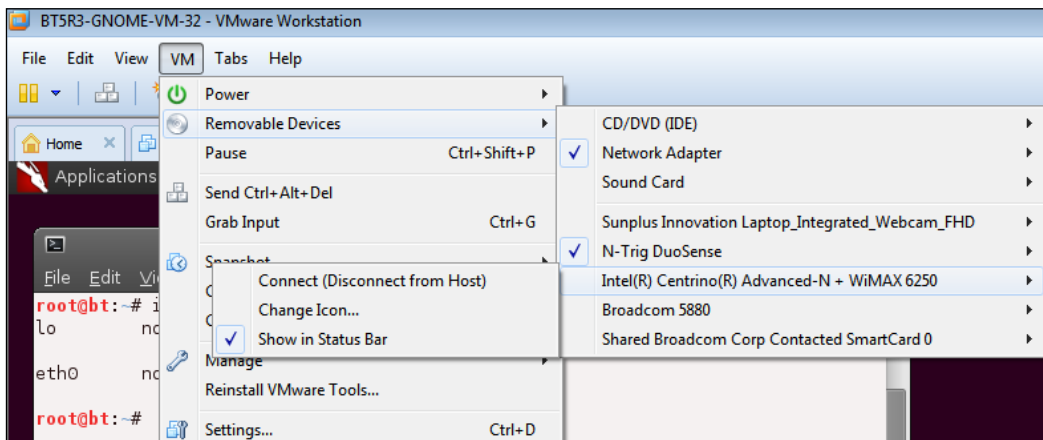 BT5R3-GNOME-VM-32 - VMware Workstation
File Edit View VM Tabs Help
Power
Removable Devices
Pause Ctrl+Shift+P
Send Ctrl+Alt+Del
Grab Input Ctrl+G
Snapshot
Manage
Reinstall VMware Tools...
Settings... Ctrl+D
CD/DVD (IDE)
Network Adapter
Sound Card
Sunplus Innovation Laptop_Integrated_Webcam_FHD
N-Trig DuoSense
Intel(R) Centrino(R) Advanced-N + WiMAX 6250
Broadcom 5880
Shared Broadcom Corp Contacted SmartCard 0
Connect (Disconnect from Host)
Change Icon...
Show in Status Bar
Home
Applications
File Edit Vi
root@bt:~# i
lo no
eth0 no
root@bt:~#